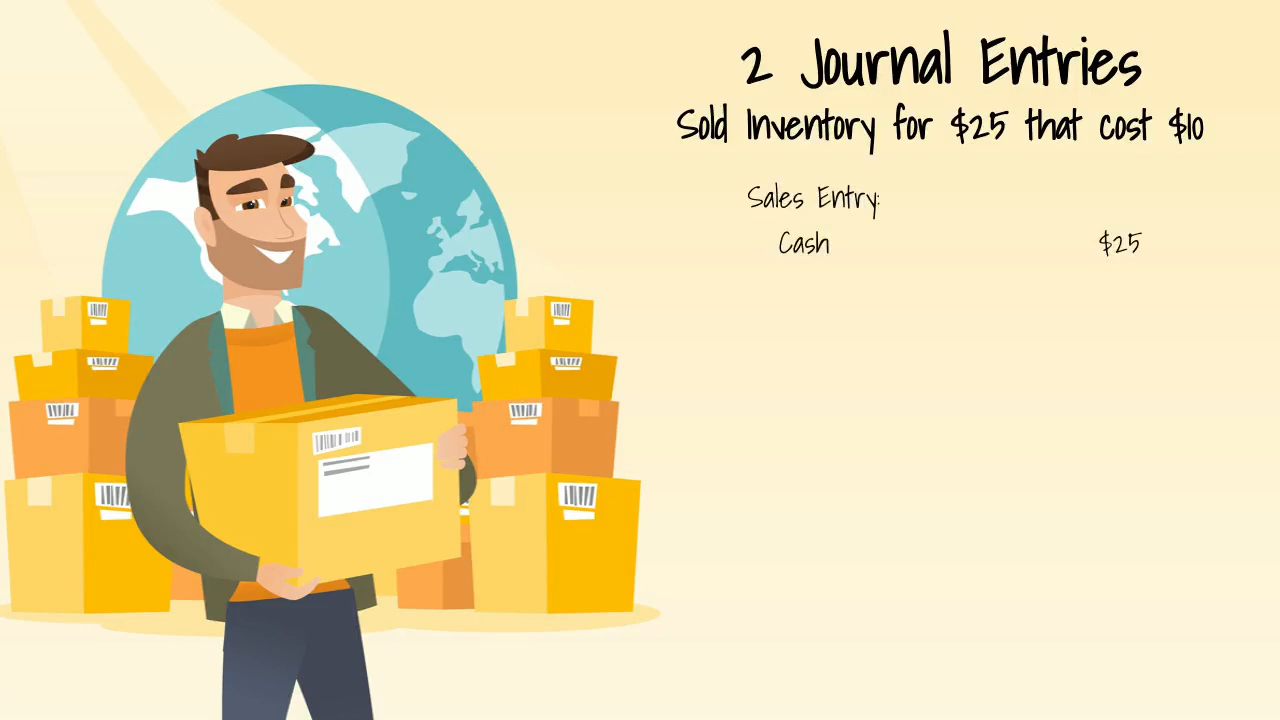 2 Journal Entries
Sold Inventory for $25 that cost $10
Sales Entry:
Cash $25